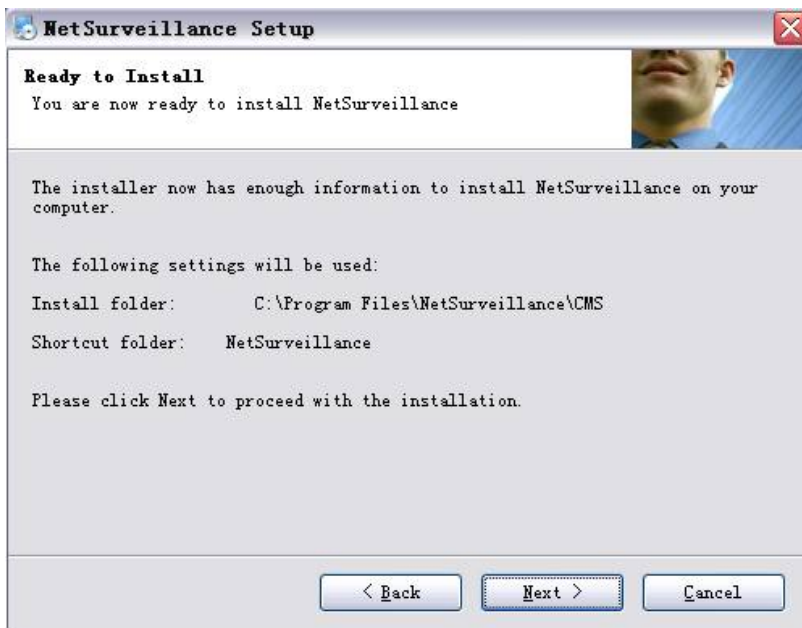 NetSurveillance Setup
Ready to Install
You are now ready to install NetSurveillance
The installer now has enough information to install NetSurveillance on your
computer.
The following settings will be used:
Install folder: C:\Program Files\NetSurveillance\CMS
Shortcut folder: NetSurveillance
Please click Next to proceed with the installation.
< Back
Next >
Cancel